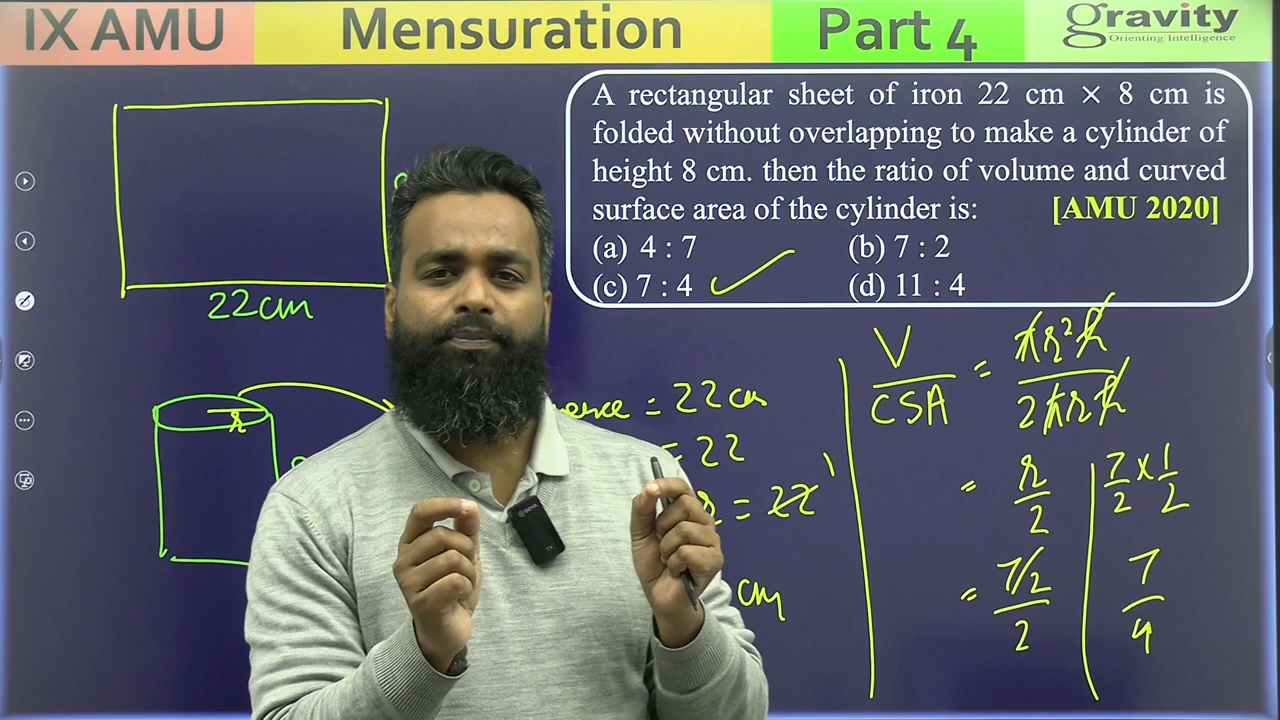 IX AMU
Mensuration
Part 4
gravity
Orienting Intelligence
A rectangular sheet of iron 22 cm × 8 cm is
folded without overlapping to make a cylinder of
height 8 cm. then the ratio of volume and curved
surface area of the cylinder is: [AMU 2020]
(a) 4 : 7 (b) 7 : 2
(c) 7 : 4 (d) 11 : 4
22cm
r
= 22 cm
= 22
= 22 1
cm
V/CSA = πr²h/2πrh
= r/2
= 7/2/2
7/2 × 1/2
7/4